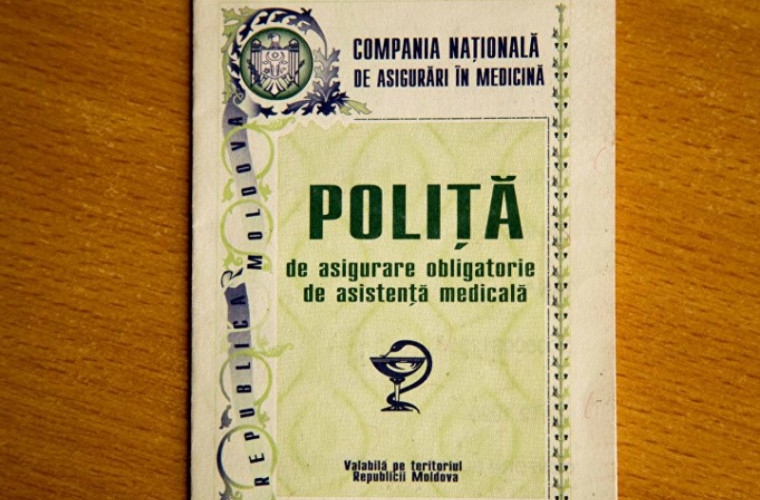 COMPANIA NAȚIONALĂ
DE ASIGURĂRI ÎN MEDICINĂ
REPUBLICA MOLDOVA
POLIȚĂ
de asigurare obligatorie
de asistență medicală
Valabilă pe teritoriul
Republicii Moldova